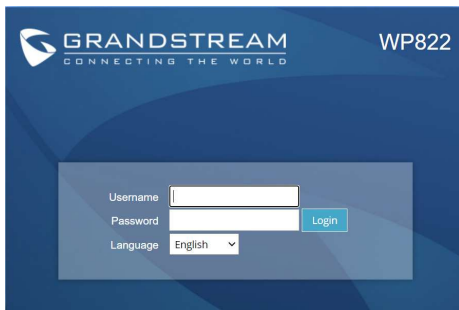 GRANDSTREAM
CONNECTING THE WORLD
WP822
Username
Password
Login
Language English